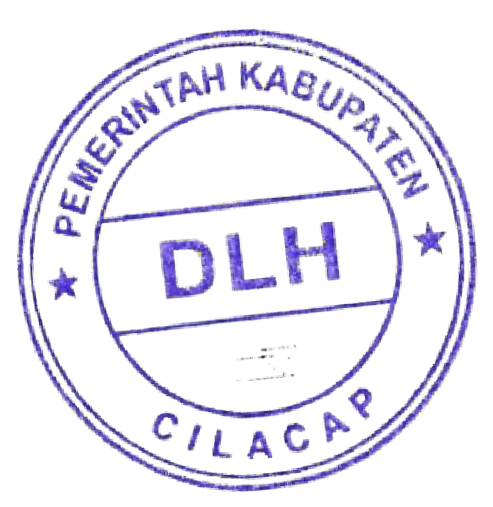 PEMERINTAH KABUPATEN
DLH
CILACAP